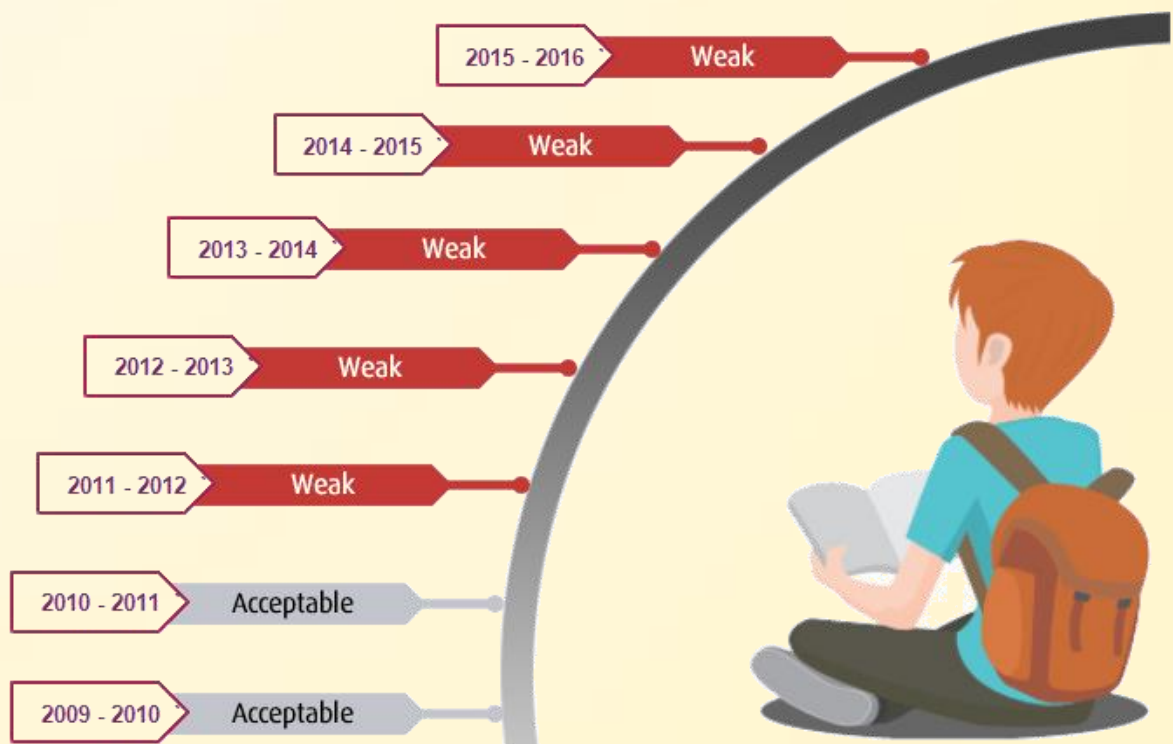 2015 - 2016 Weak
2014 - 2015 Weak
2013 - 2014 Weak
2012 - 2013 Weak
2011 - 2012 Weak
2010 - 2011 Acceptable
2009 - 2010 Acceptable